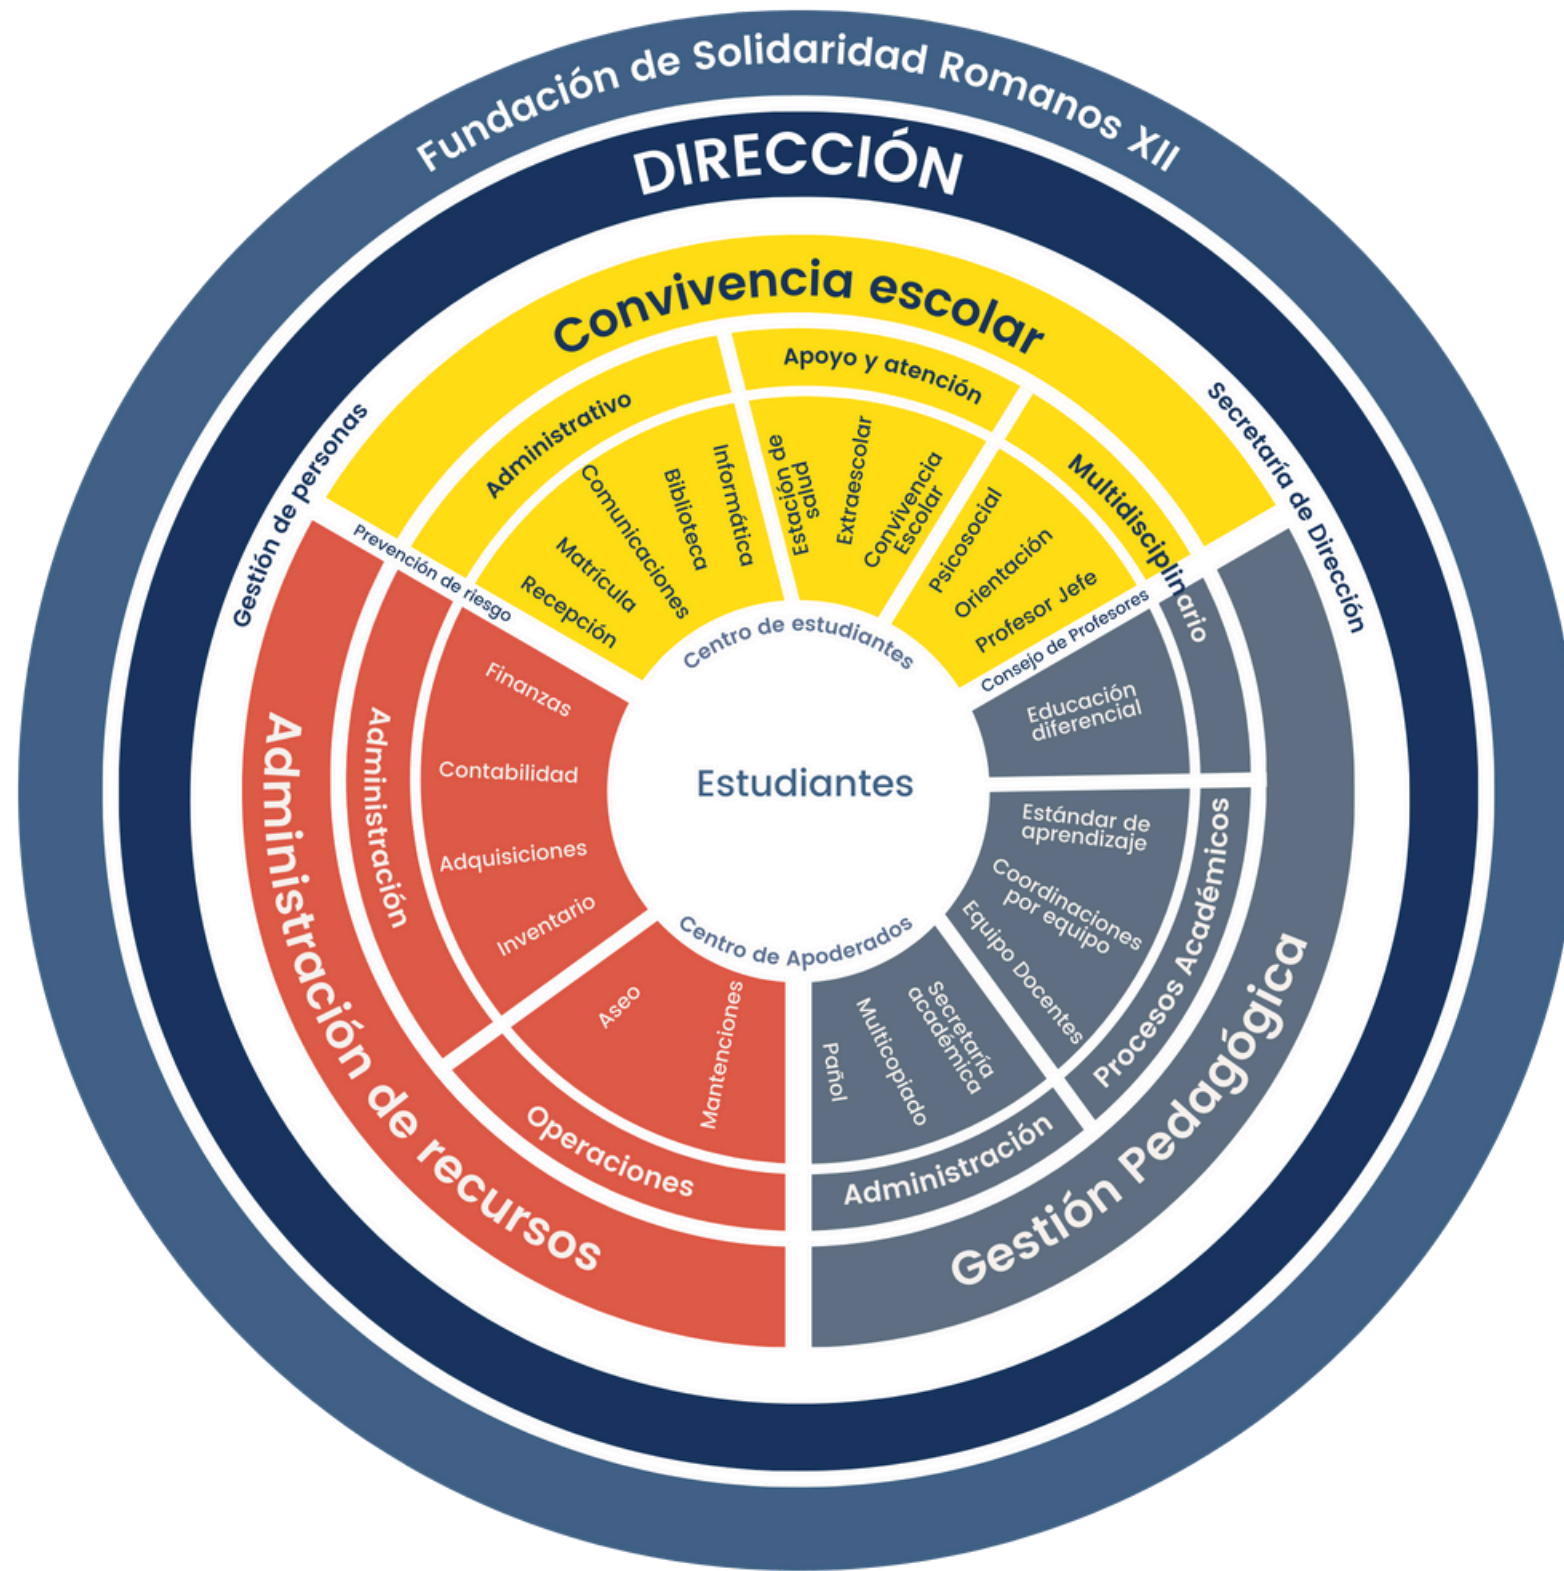 Fundación de Solidaridad Romanos XII
DIRECCIÓN
Gestión de personas
Secretaría de Dirección
Convivencia escolar
Administrativo
Apoyo y atención
Multidisciplinario
Recepción
Matrícula
Comunicaciones
Biblioteca
Informática
Estación de
salud
Extraescolar
Convivencia
Escolar
Psicosocial
Orientación
Profesor Jefe
Prevención de riesgo
Consejo de Profesores
Centro de estudiantes
Estudiantes
Centro de Apoderados
Administración de recursos
Administración
Finanzas
Contabilidad
Adquisiciones
Inventario
Operaciones
Aseo
Mantenciones
Gestión Pedagógica
Educación
diferencial
Procesos Académicos
Estándar de
aprendizaje
Coordinaciones
por equipo
Equipo Docentes
Administración
Secretaría
académica
Multicopiado
Pañol